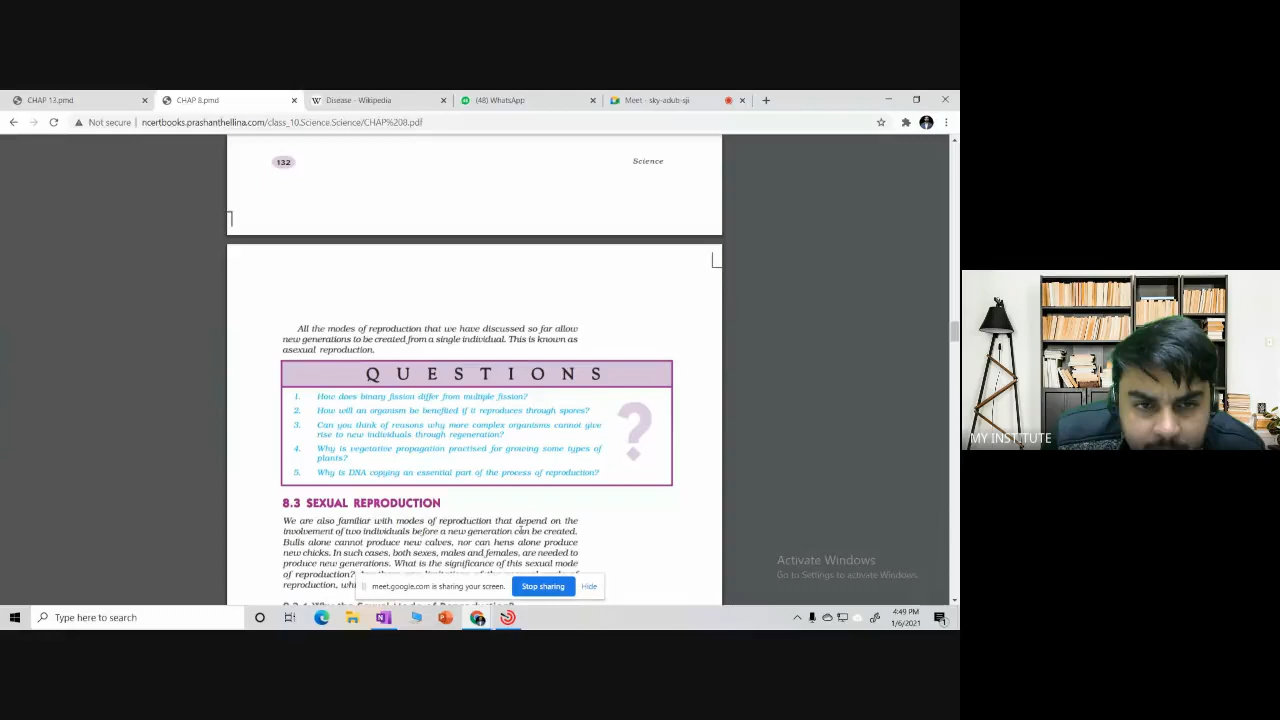 CHAP 13.pmd
CHAP 8.pmd
Disease - Wikipedia
(48) WhatsApp
Meet - sky-adub-sji
Not secure
ncertbooks.prashanthellina.com/class_10.Science.Science/CHAP%208.pdf
132
Science
All the modes of reproduction that we have discussed so far allow
new generations to be created from a single individual. This is known as
asexual reproduction.
QUESTIONS
?
1. How does binary fission differ from multiple fission?
2. How will an organism be benefited if it reproduces through spores?
3. Can you think of reasons why more complex organisms cannot give
rise to new individuals through regeneration?
4. Why is vegetative propagation practised for growing some types of
plants?
5. Why is DNA copying an essential part of the process of reproduction?
8.3 SEXUAL REPRODUCTION
We are also familiar with modes of reproduction that depend on the
involvement of two individuals before a new generation can be created.
Bulls alone cannot produce new calves, nor can hens alone produce
new chicks. In such cases, both sexes, males and females, are needed to
produce new generations. What is the significance of this sexual mode
of reproduction?
reproduction, whi
meet.google.com is sharing your screen.
Stop sharing
Hide
Activate Windows
Go to Settings to activate Windows.
MY INSTITUTE
Type here to search
4:49 PM
1/6/2021